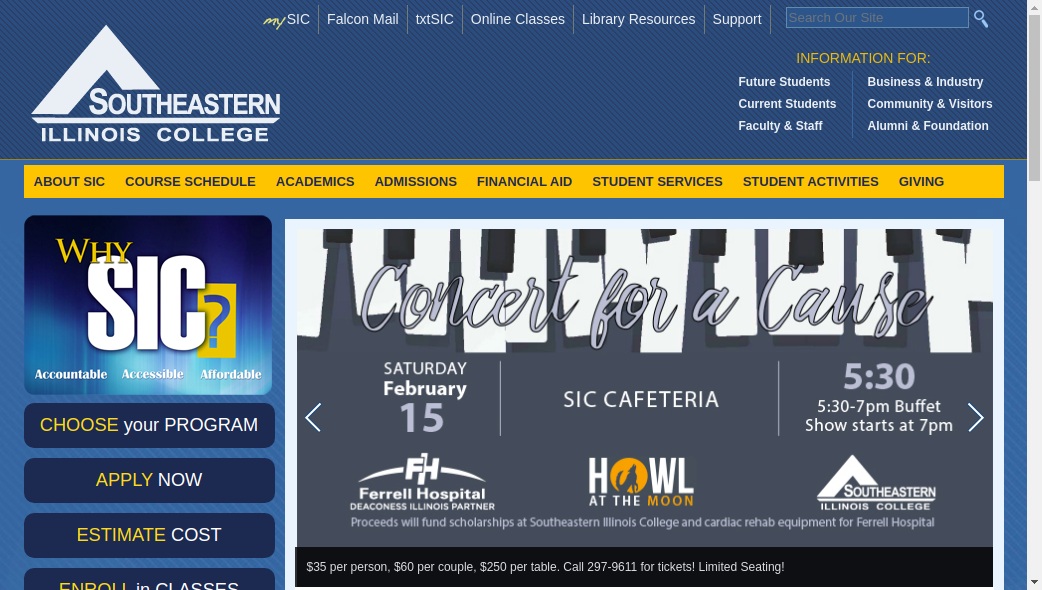 my SIC
Falcon Mail
txtSIC
Online Classes
Library Resources
Support
Search Our Site
SOUTHEASTERN
ILLINOIS COLLEGE
INFORMATION FOR:
Future Students
Business & Industry
Current Students
Community & Visitors
Faculty & Staff
Alumni & Foundation
ABOUT SIC
COURSE SCHEDULE
ACADEMICS
ADMISSIONS
FINANCIAL AID
STUDENT SERVICES
STUDENT ACTIVITIES
GIVING
WHY
SIC?
Accountable Accessible Affordable
CHOOSE your PROGRAM
APPLY NOW
ESTIMATE COST
ENROLL in CLASSES
Concert for a Cause
SATURDAY
February
15
SIC CAFETERIA
5:30
5:30-7pm Buffet
Show starts at 7pm
FH
Ferrell Hospital
DEACONESS ILLINOIS PARTNER
HOWL
AT THE MOON
SOUTHEASTERN
ILLINOIS COLLEGE
Proceeds will fund scholarships at Southeastern Illinois College and cardiac rehab equipment for Ferrell Hospital
$35 per person, $60 per couple, $250 per table. Call 297-9611 for tickets! Limited Seating!